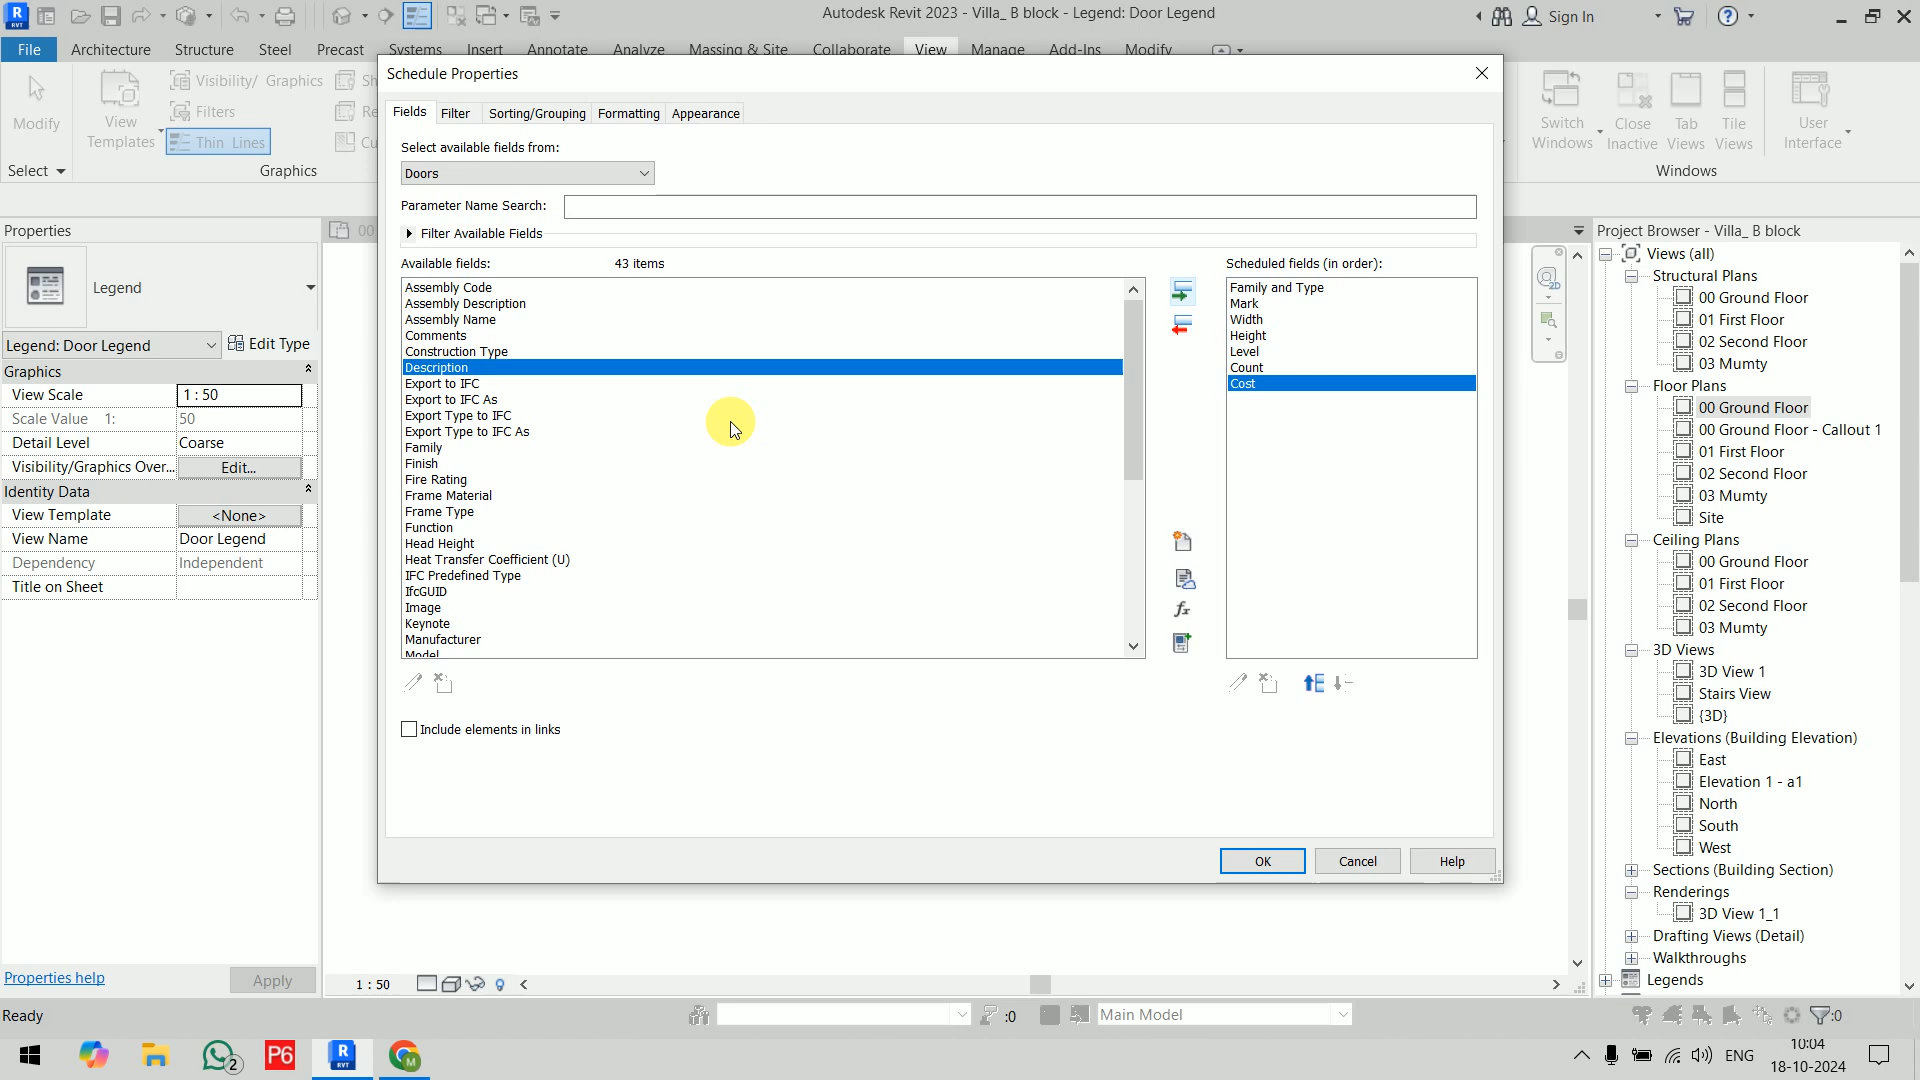 Autodesk Revit 2023 - Villa_ B block - Legend: Door Legend
Sign In
File Architecture Structure Steel Precast Systems Insert Annotate Analyze Massing & Site Collaborate View Manage Add-Ins Modify
Modify
View
Templates
Visibility/ Graphics
Filters
Thin Lines
Select
Graphics
Switch
Windows
Close
Inactive
Tab
Views
Tile
Views
User
Interface
Windows
Schedule Properties
Fields Filter Sorting/Grouping Formatting Appearance
Select available fields from:
Doors
Parameter Name Search:
Filter Available Fields
Available fields: 43 items
Assembly Code
Assembly Description
Assembly Name
Comments
Construction Type
Description
Export to IFC
Export to IFC As
Export Type to IFC
Export Type to IFC As
Family
Finish
Fire Rating
Frame Material
Frame Type
Function
Head Height
Heat Transfer Coefficient (U)
IFC Predefined Type
IfcGUID
Image
Keynote
Manufacturer
Model
Scheduled fields (in order):
Family and Type
Mark
Width
Height
Level
Count
Cost
Include elements in links
OK Cancel Help
Properties
Legend
Legend: Door Legend Edit Type
Graphics
View Scale 1 : 50
Scale Value 1: 50
Detail Level Coarse
Visibility/Graphics Over... Edit...
Identity Data
View Template <None>
View Name Door Legend
Dependency Independent
Title on Sheet
Properties help Apply
00
Project Browser - Villa_ B block
Views (all)
Structural Plans
00 Ground Floor
01 First Floor
02 Second Floor
03 Mumty
Floor Plans
00 Ground Floor
00 Ground Floor - Callout 1
01 First Floor
02 Second Floor
03 Mumty
Site
Ceiling Plans
00 Ground Floor
01 First Floor
02 Second Floor
03 Mumty
3D Views
3D View 1
Stairs View
{3D}
Elevations (Building Elevation)
East
Elevation 1 - a1
North
South
West
Sections (Building Section)
Renderings
3D View 1_1
Drafting Views (Detail)
Walkthroughs
Legends
1 : 50
Ready
:0
Main Model
:0
ENG
10:04
18-10-2024